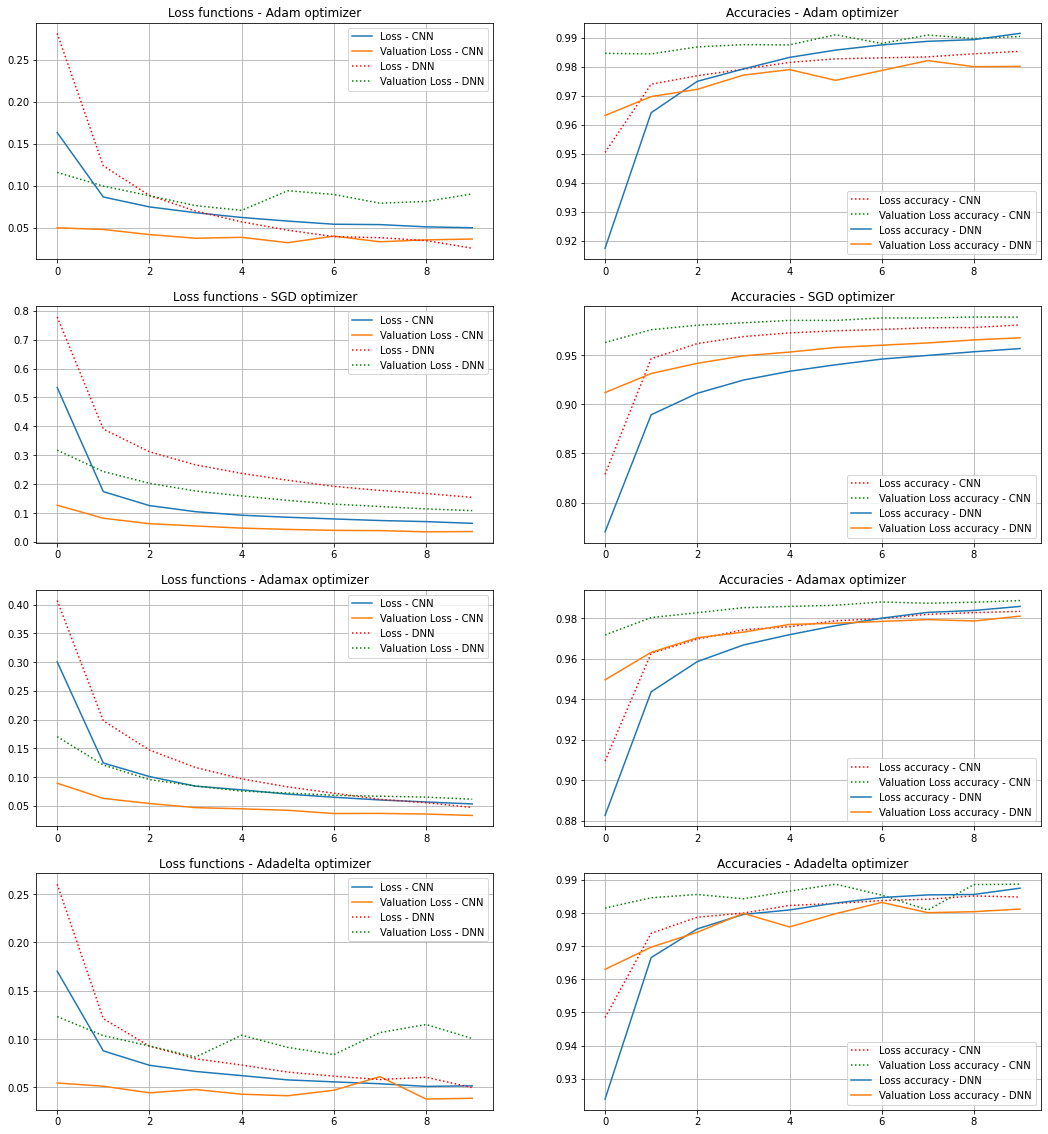 Loss functions - Adam optimizer
Loss - CNN
Valuation Loss - CNN
Loss - DNN
Valuation Loss - DNN
0.25
0.20
0.15
0.10
0.05
0 2 4 6 8
Accuracies - Adam optimizer
0.99
0.98
0.97
0.96
0.95
0.94
0.93
0.92
Loss accuracy - CNN
Valuation Loss accuracy - CNN
Loss accuracy - DNN
Valuation Loss accuracy - DNN
0 2 4 6 8
Loss functions - SGD optimizer
0.8
0.7
0.6
0.5
0.4
0.3
0.2
0.1
0.0
Loss - CNN
Valuation Loss - CNN
Loss - DNN
Valuation Loss - DNN
0 2 4 6 8
Accuracies - SGD optimizer
0.95
0.90
0.85
0.80
Loss accuracy - CNN
Valuation Loss accuracy - CNN
Loss accuracy - DNN
Valuation Loss accuracy - DNN
0 2 4 6 8
Loss functions - Adamax optimizer
0.40
0.35
0.30
0.25
0.20
0.15
0.10
0.05
Loss - CNN
Valuation Loss - CNN
Loss - DNN
Valuation Loss - DNN
0 2 4 6 8
Accuracies - Adamax optimizer
0.98
0.96
0.94
0.92
0.90
0.88
Loss accuracy - CNN
Valuation Loss accuracy - CNN
Loss accuracy - DNN
Valuation Loss accuracy - DNN
0 2 4 6 8
Loss functions - Adadelta optimizer
0.25
0.20
0.15
0.10
0.05
Loss - CNN
Valuation Loss - CNN
Loss - DNN
Valuation Loss - DNN
0 2 4 6 8
Accuracies - Adadelta optimizer
0.99
0.98
0.97
0.96
0.95
0.94
0.93
Loss accuracy - CNN
Valuation Loss accuracy - CNN
Loss accuracy - DNN
Valuation Loss accuracy - DNN
0 2 4 6 8